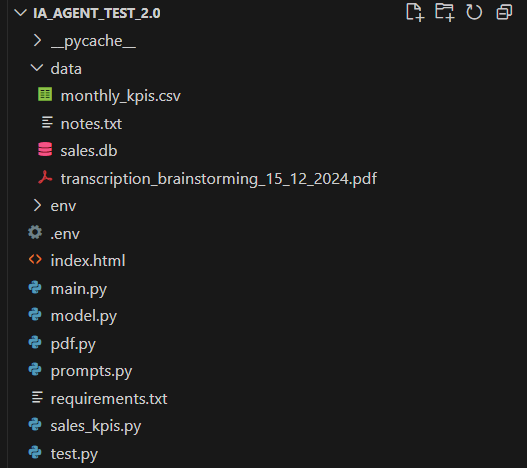 IA_AGENT_TEST_2.0
__pycache__
data
monthly_kpis.csv
notes.txt
sales.db
transcription_brainstorming_15_12_2024.pdf
env
.env
index.html
main.py
model.py
pdf.py
prompts.py
requirements.txt
sales_kpis.py
test.py